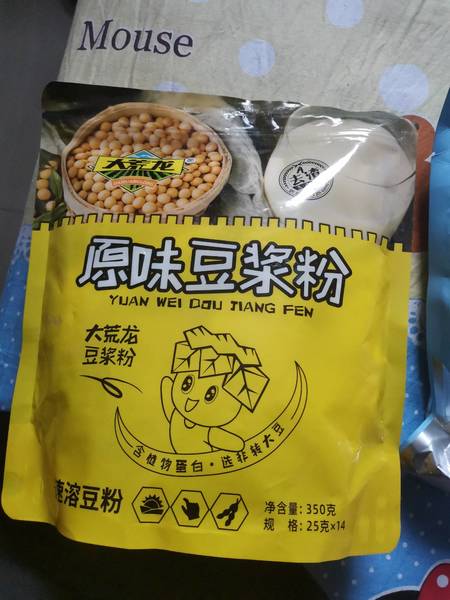 Mouse
大荒龙
原味豆浆粉
YUAN WEI DOU JIANG FEN
大荒龙
豆浆粉
含植物蛋白·选非转大豆
速溶豆粉
净含量: 350克
规 格: 25克×14